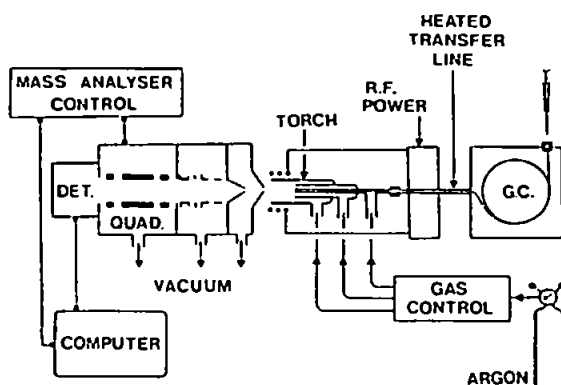 HEATED
TRANSFER
LINE
MASS ANALYSER
CONTROL
R.F.
POWER
TORCH
DET.
QUAD.
G.C.
VACUUM
GAS
CONTROL
COMPUTER
ARGON